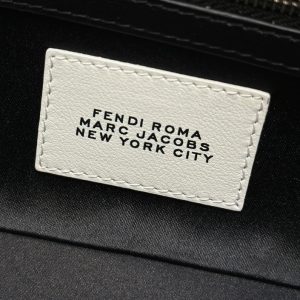 FENDI ROMA
MARC JACOBS
NEW YORK CITY